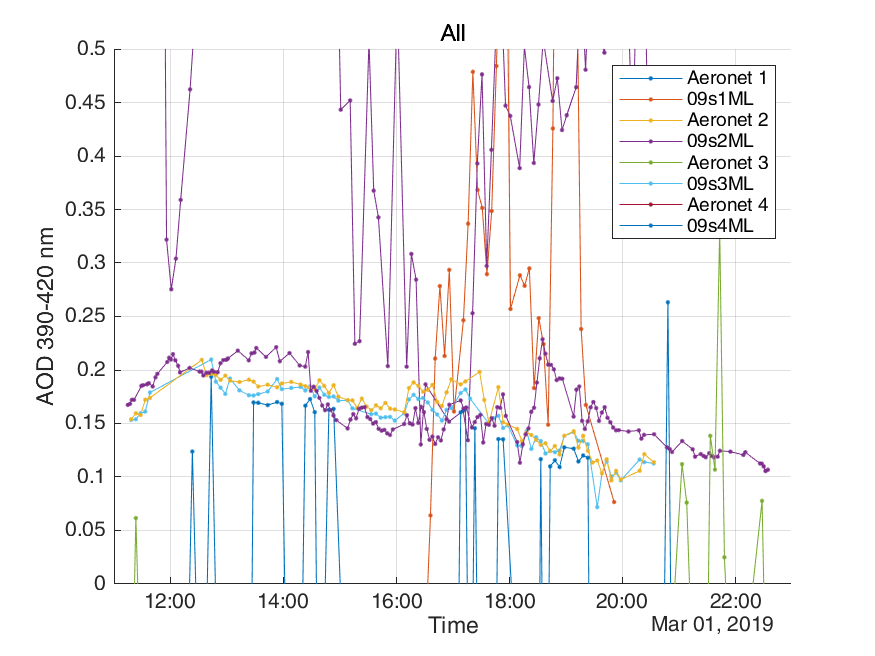 All
0.5
0.45
0.4
0.35
0.3
0.25
0.2
0.15
0.1
0.05
0
AOD 390-420 nm
Aeronet 1
09s1ML
Aeronet 2
09s2ML
Aeronet 3
09s3ML
Aeronet 4
09s4ML
12:00 14:00 16:00 18:00 20:00 22:00
Time
Mar 01, 2019